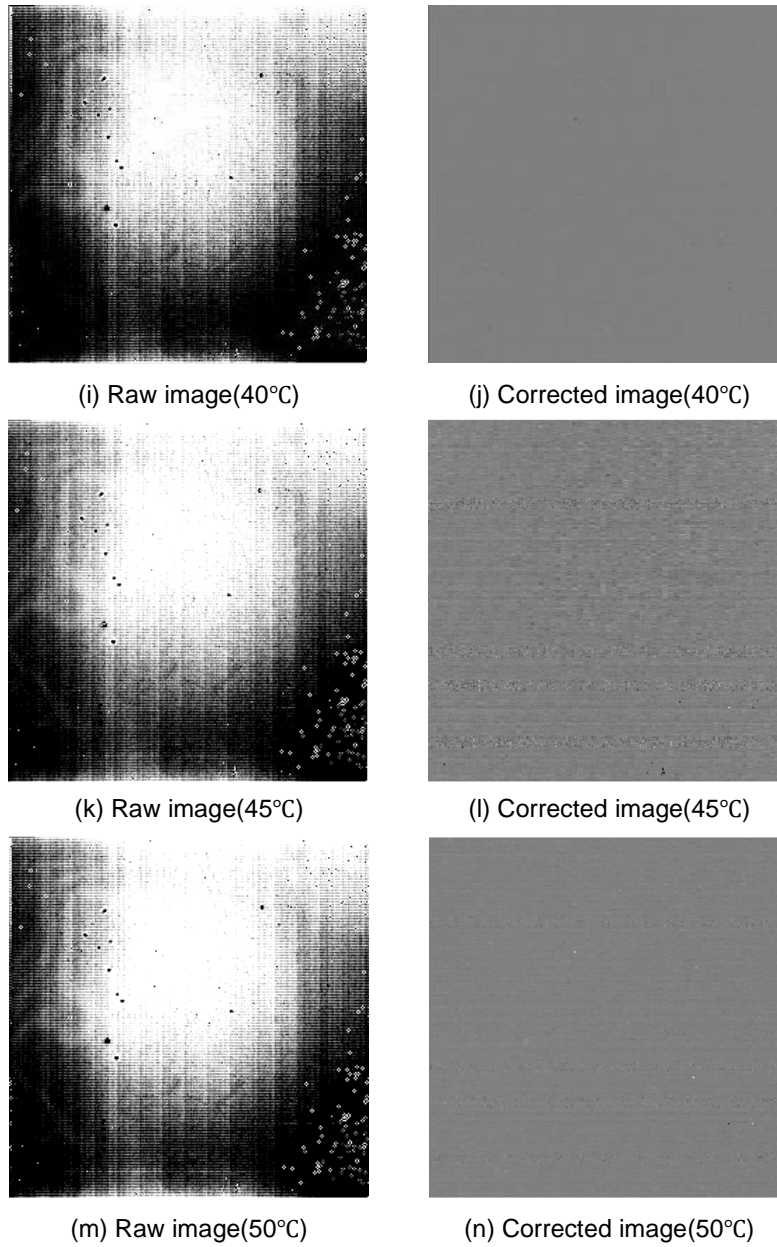 (i) Raw image(40℃)
(j) Corrected image(40℃)
(k) Raw image(45℃)
(l) Corrected image(45℃)
(m) Raw image(50℃)
(n) Corrected image(50℃)